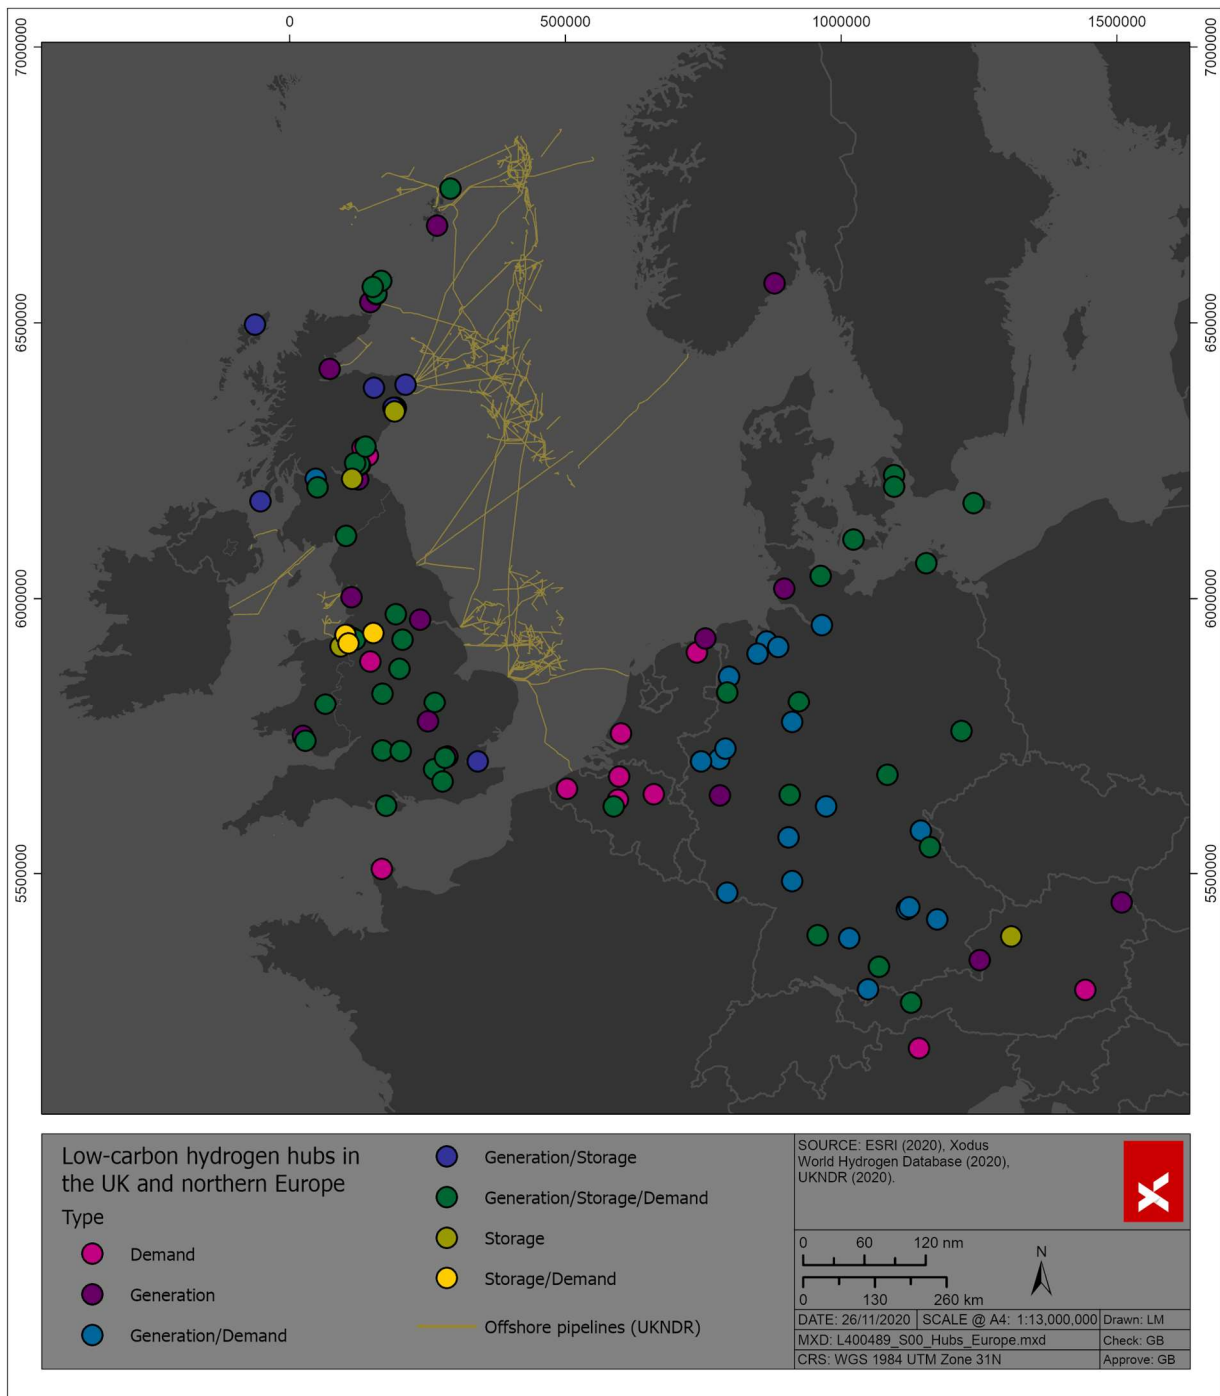 0 500000 1000000 1500000
7000000 7000000
6500000 6500000
6000000 6000000
5500000 5500000
Low-carbon hydrogen hubs in
the UK and northern Europe
Type
Demand
Generation
Generation/Demand
Generation/Storage
Generation/Storage/Demand
Storage
Storage/Demand
Offshore pipelines (UKNDR)
SOURCE: ESRI (2020), Xodus
World Hydrogen Database (2020),
UKNDR (2020).
0 60 120 nm
0 130 260 km
N
DATE: 26/11/2020 SCALE @ A4: 1:13,000,000 Drawn: LM
MXD: L400489_S00_Hubs_Europe.mxd Check: GB
CRS: WGS 1984 UTM Zone 31N Approve: GB